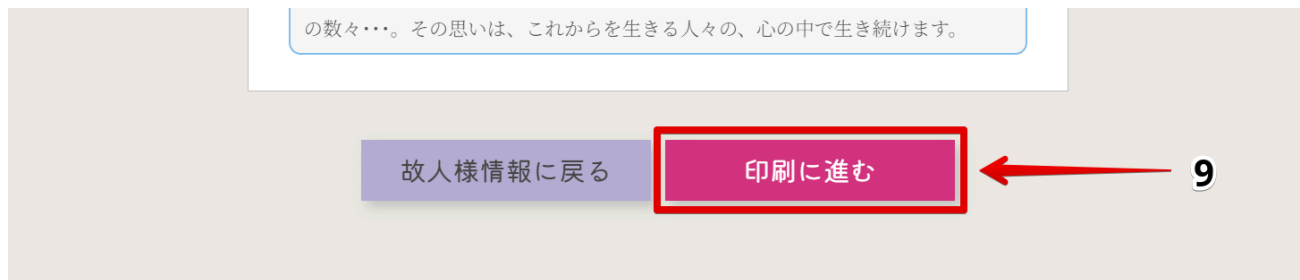 の数々・・・。その思いは、これからを生きる人々の、心の中で生き続けます。
故人様情報に戻る
印刷に進む
9